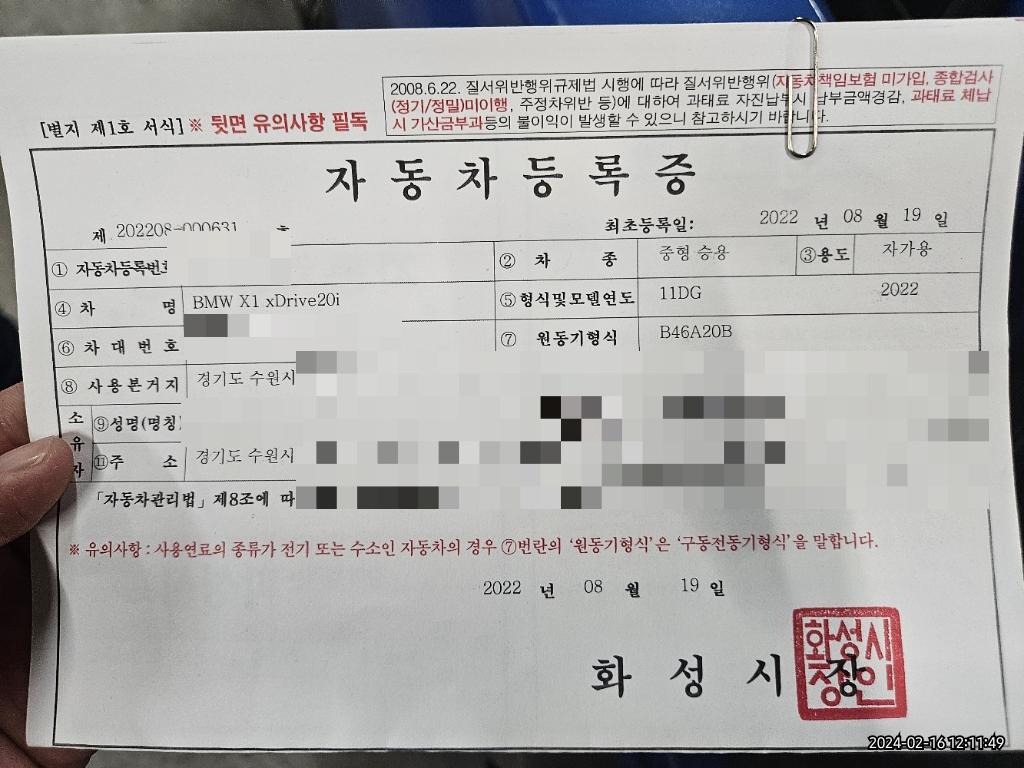 2008.6.22. 질서위반행위규제법 시행에 따라 질서위반행위(자동차책임보험 미가입, 종합검사
(정기/정밀)미이행, 주정차위반 등)에 대하여 과태료 자진납부시 납부금액경감, 과태료 체납
시 가산금부과등의 불이익이 발생할 수 있으니 참고하시기 바랍니다.
[별지 제1호 서식] ※ 뒷면 유의사항 필독
자동차등록증
제 202208-000631 호 최초등록일: 2022 년 08 월 19 일
① 자동차등록번호 ② 차 종 중형 승용 ③용도 자가용
④ 차 명 BMW X1 xDrive20i ⑤형식및모델연도 11DG 2022
⑥ 차대번호 ⑦ 원동기형식 B46A20B
⑧ 사용본거지 경기도 수원시
소유자 ⑨성명(명칭)
⑪주 소 경기도 수원시
「자동차관리법」 제8조에 따
※ 유의사항 : 사용연료의 종류가 전기 또는 수소인 자동차의 경우 ⑦번란의 '원동기형식'은 '구동전동기형식'을 말합니다.
2022 년 08 월 19 일
화성시장
화성시
장인
2024-02-16 12:11:49